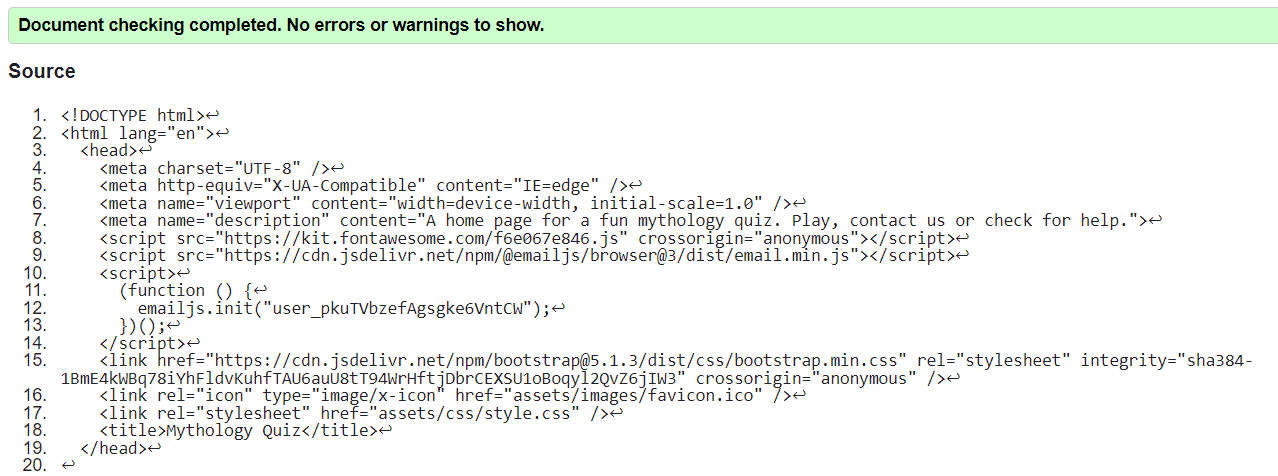 Document checking completed. No errors or warnings to show.
Source
1. <!DOCTYPE html>↩
2. <html lang="en">↩
3.   <head>↩
4.     <meta charset="UTF-8" />↩
5.     <meta http-equiv="X-UA-Compatible" content="IE=edge" />↩
6.     <meta name="viewport" content="width=device-width, initial-scale=1.0" />↩
7.     <meta name="description" content="A home page for a fun mythology quiz. Play, contact us or check for help.">↩
8.     <script src="https://kit.fontawesome.com/f6e067e846.js" crossorigin="anonymous"></script>↩
9.     <script src="https://cdn.jsdelivr.net/npm/@emailjs/browser@3/dist/email.min.js"></script>↩
10.     <script>↩
11.       (function () {↩
12.         emailjs.init("user_pkuTVbzefAgsgke6VntCW");↩
13.       })();↩
14.     </script>↩
15.     <link href="https://cdn.jsdelivr.net/npm/bootstrap@5.1.3/dist/css/bootstrap.min.css" rel="stylesheet" integrity="sha384-
1BmE4kWBq78iYhFldvKuhfTAU6auU8tT94WrHftjDbrCEXSU1oBoqyl2QvZ6jIW3" crossorigin="anonymous" />↩
16.     <link rel="icon" type="image/x-icon" href="assets/images/favicon.ico" />↩
17.     <link rel="stylesheet" href="assets/css/style.css" />↩
18.     <title>Mythology Quiz</title>↩
19.   </head>↩
20. ↩